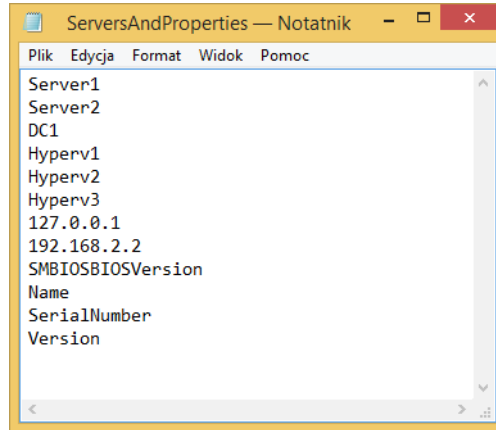 ServersAndProperties — Notatnik
Plik Edycja Format Widok Pomoc
Server1
Server2
DC1
Hyperv1
Hyperv2
Hyperv3
127.0.0.1
192.168.2.2
SMBIOSBIOSVersion
Name
SerialNumber
Version